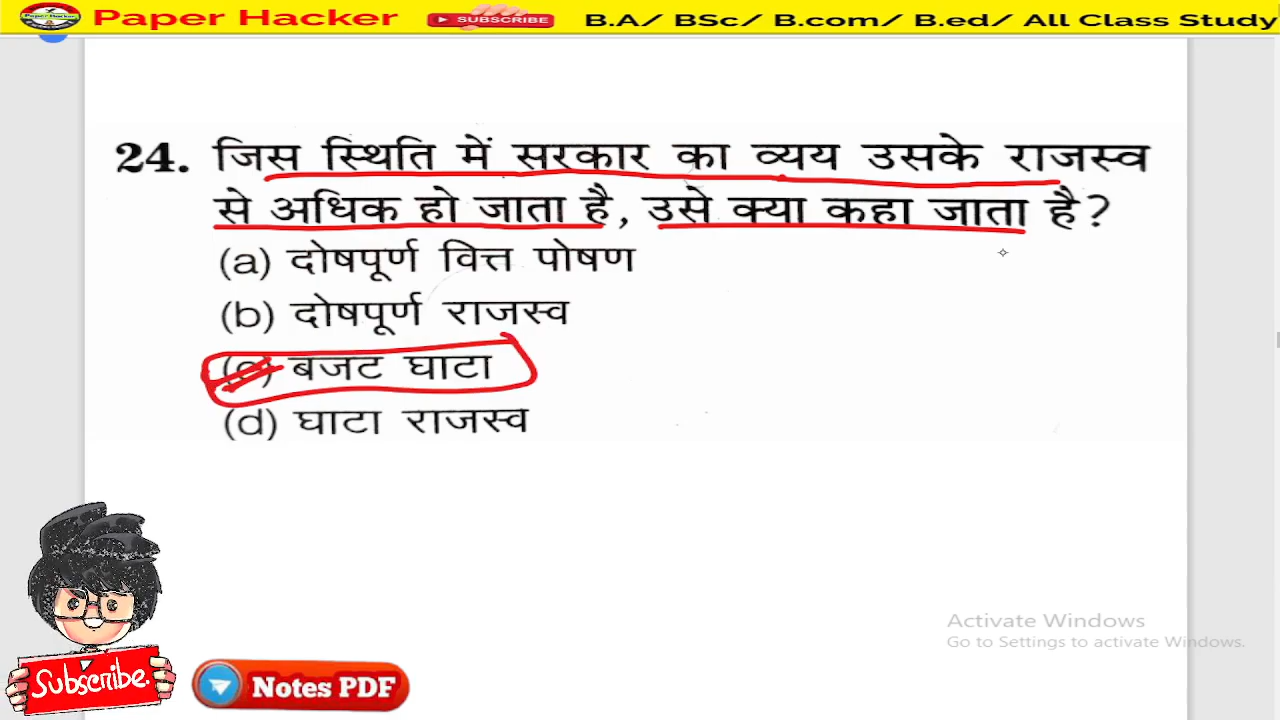 Paper Hacker
SUBSCRIBE
B.A/ BSc/ B.com/ B.ed/ All Class Study
24. जिस स्थिति में सरकार का व्यय उसके राजस्व
से अधिक हो जाता है, उसे क्या कहा जाता है?
(a) दोषपूर्ण वित्त पोषण
(b) दोषपूर्ण राजस्व
(c) बजट घाटा
(d) घाटा राजस्व
Activate Windows
Go to Settings to activate Windows.
Subscribe.
Notes PDF